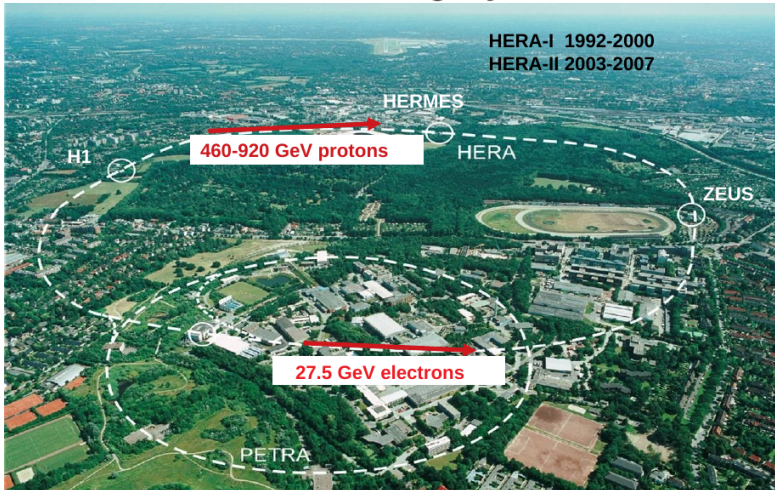 HERA-I 1992-2000
HERA-II 2003-2007
HERMES
460-920 GeV protons
H1
HERA
ZEUS
27.5 GeV electrons
PETRA